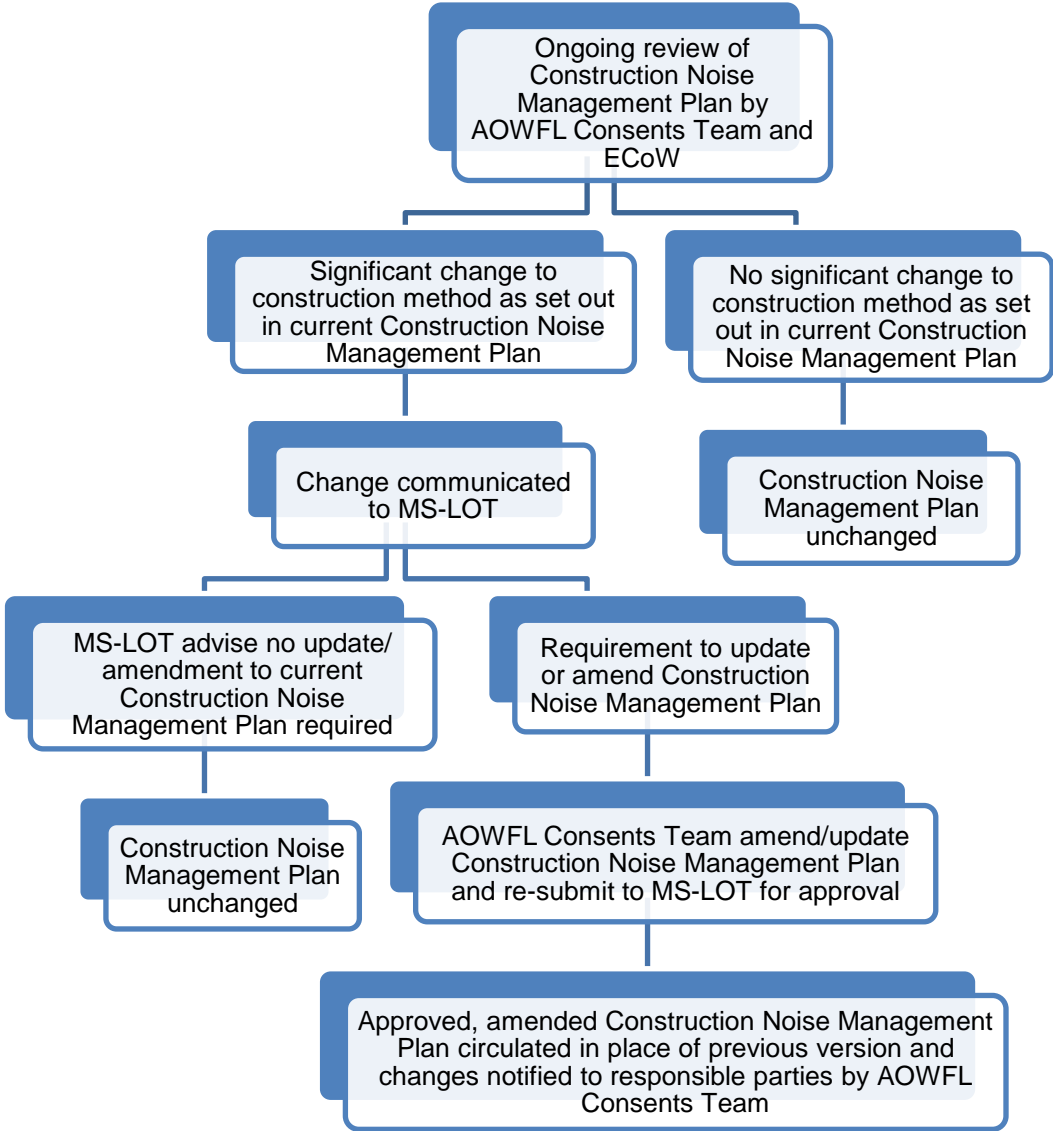 Ongoing review of
Construction Noise
Management Plan by
AOWFL Consents Team and
ECoW
Significant change to
construction method as set out
in current Construction Noise
Management Plan
No significant change to
construction method as set
out in current Construction
Noise Management Plan
Change communicated
to MS-LOT
Construction Noise
Management Plan
unchanged
MS-LOT advise no update/
amendment to current
Construction Noise
Management Plan required
Requirement to update
or amend Construction
Noise Management Plan
Construction Noise
Management Plan
unchanged
AOWFL Consents Team amend/update
Construction Noise Management Plan
and re-submit to MS-LOT for approval
Approved, amended Construction Noise Management
Plan circulated in place of previous version and
changes notified to responsible parties by AOWFL
Consents Team